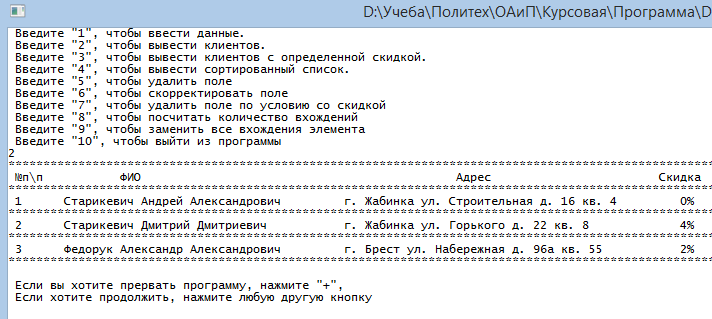 D:\Учеба\Политех\ОАиП\Курсовая\Программа\D
Введите "1", чтобы ввести данные.
Введите "2", чтобы вывести клиентов.
Введите "3", чтобы вывести клиентов с определенной скидкой.
Введите "4", чтобы вывести сортированный список.
Введите "5", чтобы удалить поле
Введите "6", чтобы скорректировать поле
Введите "7", чтобы удалить поле по условию со скидкой
Введите "8", чтобы посчитать количество вхождений
Введите "9", чтобы заменить все вхождения элемента
Введите "10", чтобы выйти из программы
2
№п\п ФИО Адрес Скидка
1 Старикевич Андрей Александрович г. Жабинка ул. Строительная д. 16 кв. 4 0%
2 Старикевич Дмитрий Дмитриевич г. Жабинка ул. Горького д. 22 кв. 8 4%
3 Федорук Александр Александрович г. Брест ул. Набережная д. 96а кв. 55 2%
Если вы хотите прервать программу, нажмите "+",
Если хотите продолжить, нажмите любую другую кнопку